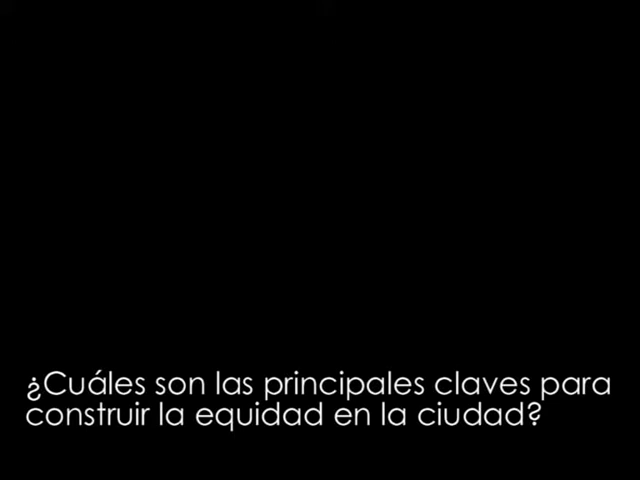 ¿Cuáles son las principales claves para
construir la equidad en la ciudad?